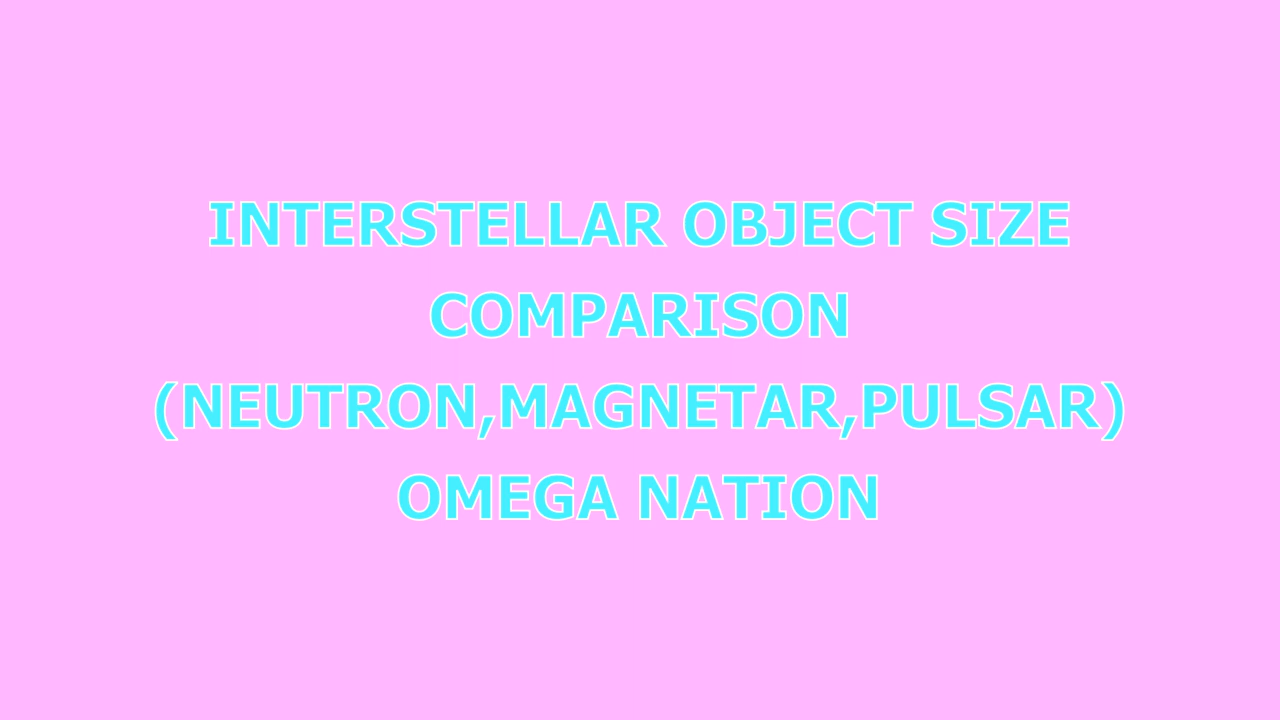 INTERSTELLAR OBJECT SIZE
COMPARISON
(NEUTRON,MAGNETAR,PULSAR)
OMEGA NATION